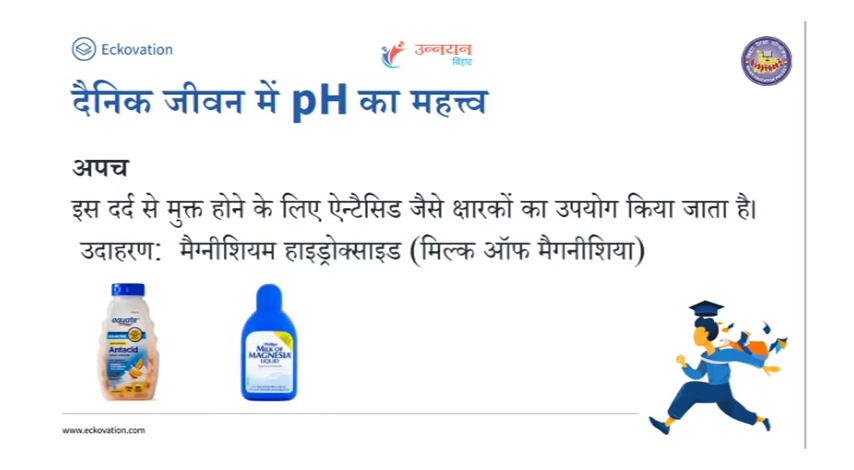 Eckovation
उन्नयन
बिहार
दैनिक जीवन में pH का महत्त्व
अपच
इस दर्द से मुक्त होने के लिए ऐन्टैसिड जैसे क्षारकों का उपयोग किया जाता है।
उदाहरण: मैग्नीशियम हाइड्रोक्साइड (मिल्क ऑफ मैगनीशिया)
equate
Antacid
Phillips'
MILK OF
MAGNESIA
LIQUID
www.eckovation.com